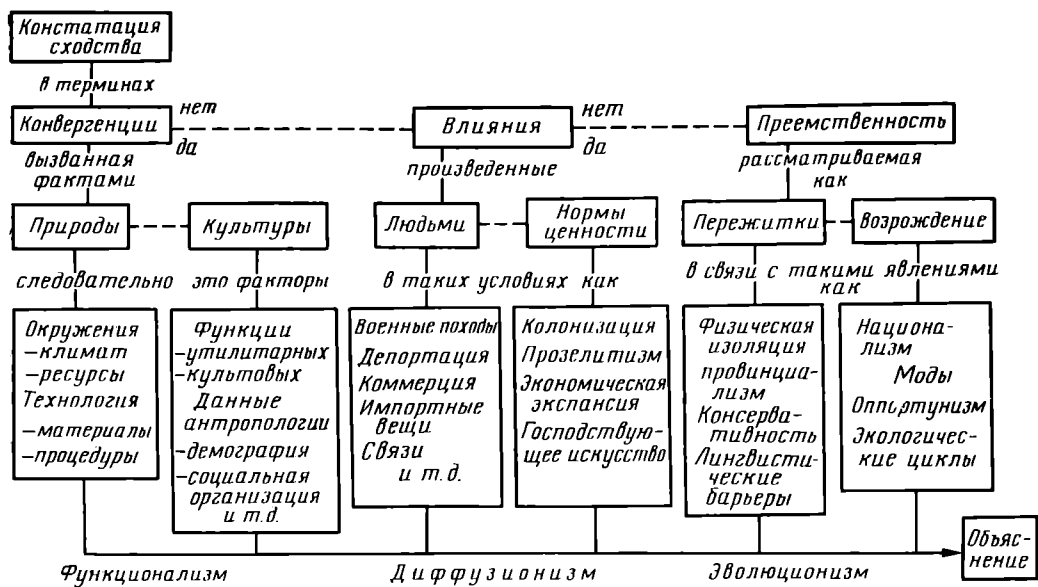 Констатация
сходства
в терминах
Конвергенции
нет
да
Влияния
нет
да
Преемственность
вызванная
фактами
произведенные
рассматриваемая
как
Природы
Культуры
Людьми
Нормы
ценности
Пережитки
Возрождение
следовательно
это факторы
в таких условиях как
в связи с такими явлениями
как
Окружения
–климат
–ресурсы
Технология
–материалы
–процедуры
Функции
–утилитарных
–культовых
Данные
антропологии
–демография
–социальная
организация
и т.д.
Военные походы
Депортация
Коммерция
Импортные
вещи
Связи
и т.д.
Колонизация
Прозелитизм
Экономическая
экспансия
Господствую-
щее искусство
Физическая
изоляция
провинциа-
лизм
Консерва-
тивность
Лингвисти-
ческие
барьеры
Национа-
лизм
Моды
Оппортунизм
Экологичес-
кие циклы
Функционализм
Диффузионизм
Эволюционизм
Объяс-
нение